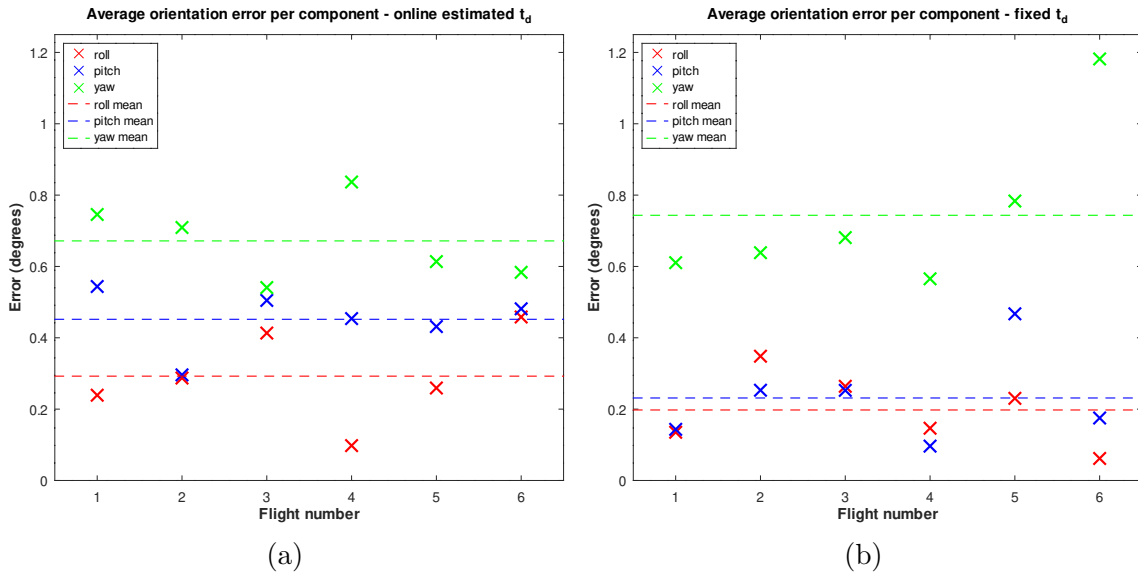 Average orientation error per component - online estimated t_d
1.2
1
0.8
0.6
0.4
0.2
0
Error (degrees)
roll
pitch
yaw
roll mean
pitch mean
yaw mean
1 2 3 4 5 6
Flight number
(a)
Average orientation error per component - fixed t_d
1.2
1
0.8
0.6
0.4
0.2
0
Error (degrees)
roll
pitch
yaw
roll mean
pitch mean
yaw mean
1 2 3 4 5 6
Flight number
(b)